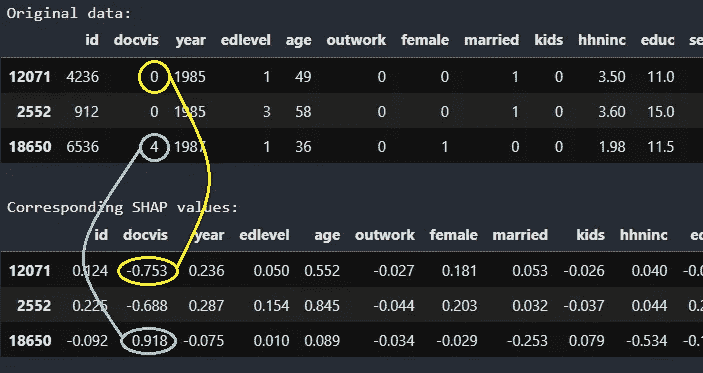 Original data:
id docvis year edlevel age outwork female married kids hhninc educ se
12071 4236 0 1985 1 49 0 0 1 0 3.50 11.0
2552 912 0 1985 3 58 0 0 1 0 3.60 15.0
18650 6536 4 1987 1 36 0 1 0 0 1.98 11.5
Corresponding SHAP values:
id docvis year edlevel age outwork female married kids hhninc ec
12071 0.124 -0.753 0.236 0.050 0.552 -0.027 0.181 0.053 -0.026 0.040 -0.0
2552 0.225 -0.688 0.287 0.154 0.845 -0.044 0.203 0.032 -0.037 0.044 0.2
18650 -0.092 0.918 -0.075 0.010 0.089 -0.034 -0.029 -0.253 0.079 -0.534 -0.1